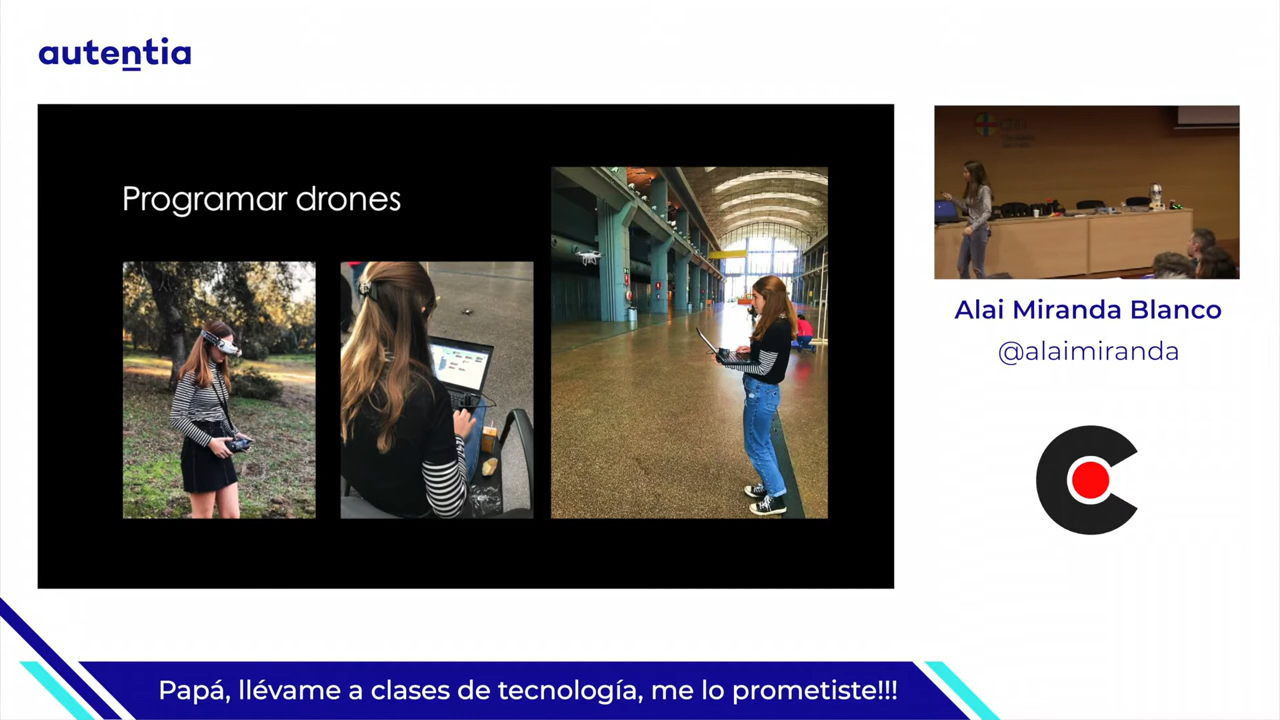 autentia
Programar drones
Alai Miranda Blanco
@alaimiranda
Papá, llévame a clases de tecnología, me lo prometiste!!!